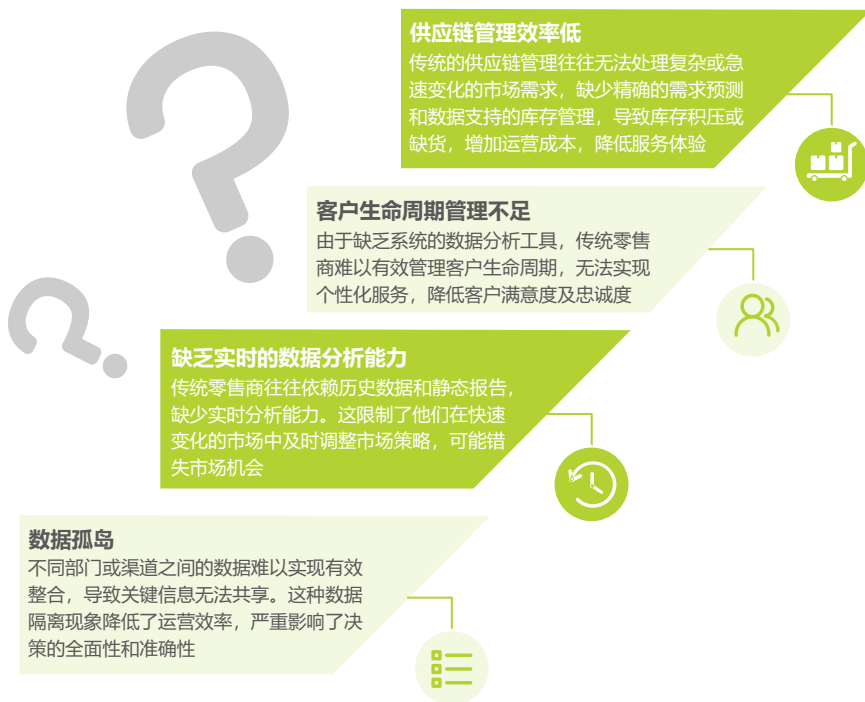 供应链管理效率低
传统的供应链管理往往无法处理复杂或急
速变化的市场需求，缺少精确的需求预测
和数据支持的库存管理，导致库存积压或
缺货，增加运营成本，降低服务体验
客户生命周期管理不足
由于缺乏系统的数据分析工具，传统零售
商难以有效管理客户生命周期，无法实现
个性化服务，降低客户满意度及忠诚度
缺乏实时的数据分析能力
传统零售商往往依赖历史数据和静态报告，
缺少实时分析能力。这限制了他们在快速
变化的市场中及时调整市场策略，可能错
失市场机会
数据孤岛
不同部门或渠道之间的数据难以实现有效
整合，导致关键信息无法共享。这种数据
隔离现象降低了运营效率，严重影响了决
策的全面性和准确性